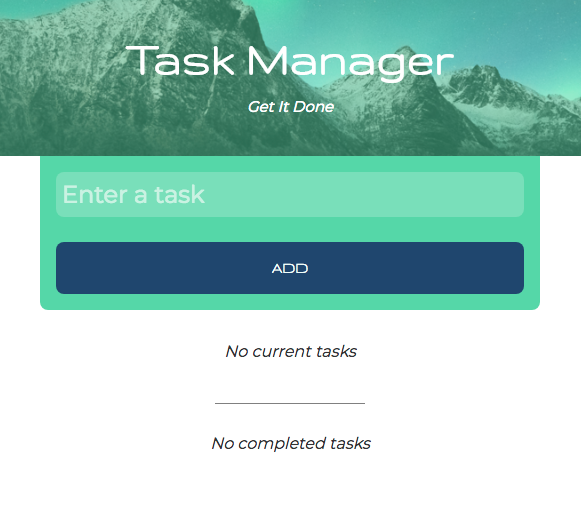 Task Manager
Get It Done
Enter a task
ADD
No current tasks
No completed tasks